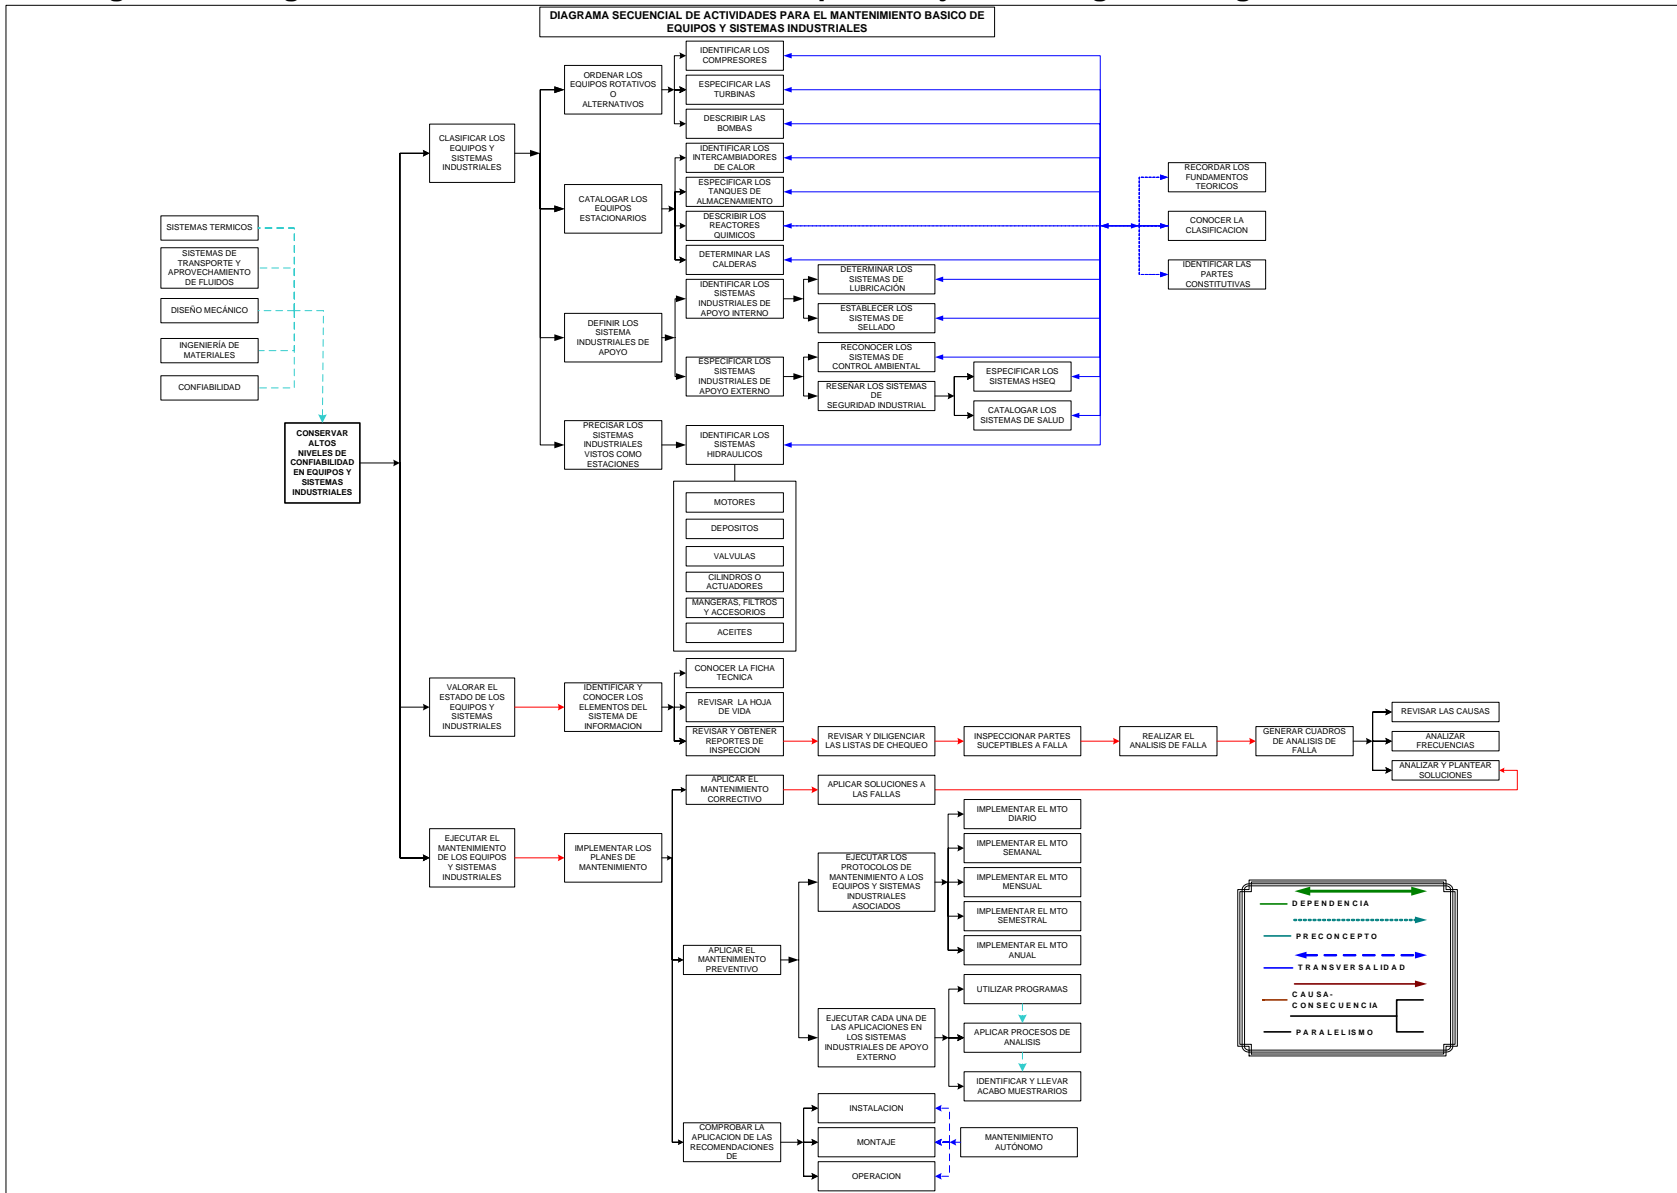 DIAGRAMA SECUENCIAL DE ACTIVIDADES PARA EL MANTENIMIENTO BASICO DE
EQUIPOS Y SISTEMAS INDUSTRIALES
SISTEMAS TERMICOS
SISTEMAS DE
TRANSPORTE Y
APROVECHAMIENTO
DE FLUIDOS
DISEÑO MECÁNICO
INGENIERÍA DE
MATERIALES
CONFIABILIDAD
CONSERVAR
ALTOS
NIVELES DE
CONFIABILIDAD
EN EQUIPOS Y
SISTEMAS
INDUSTRIALES
CLASIFICAR LOS
EQUIPOS Y
SISTEMAS
INDUSTRIALES
ORDENAR LOS
EQUIPOS ROTATIVOS
O
ALTERNATIVOS
IDENTIFICAR LOS
COMPRESORES
ESPECIFICAR LAS
TURBINAS
DESCRIBIR LAS
BOMBAS
CATALOGAR LOS
EQUIPOS
ESTACIONARIOS
IDENTIFICAR LOS
INTERCAMBIADORES
DE CALOR
ESPECIFICAR LOS
TANQUES DE
ALMACENAMIENTO
DESCRIBIR LOS
REACTORES
QUIMICOS
DETERMINAR LAS
CALDERAS
DEFINIR LOS
SISTEMA
INDUSTRIALES DE
APOYO
IDENTIFICAR LOS
SISTEMAS
INDUSTRIALES DE
APOYO INTERNO
DETERMINAR LOS
SISTEMAS DE
LUBRICACIÓN
ESTABLECER LOS
SISTEMAS DE
SELLADO
ESPECIFICAR LOS
SISTEMAS
INDUSTRIALES DE
APOYO EXTERNO
RECONOCER LOS
SISTEMAS DE
CONTROL AMBIENTAL
RESEÑAR LOS SISTEMAS
DE
SEGURIDAD INDUSTRIAL
ESPECIFICAR LOS
SISTEMAS HSEQ
CATALOGAR LOS
SISTEMAS DE SALUD
PRECISAR LOS
SISTEMAS
INDUSTRIALES
VISTOS COMO
ESTACIONES
IDENTIFICAR LOS
SISTEMAS
HIDRAULICOS
MOTORES
DEPOSITOS
VALVULAS
CILINDROS O
ACTUADORES
MANGERAS, FILTROS
Y ACCESORIOS
ACEITES
RECORDAR LOS
FUNDAMENTOS
TEORICOS
CONOCER LA
CLASIFICACION
IDENTIFICAR LAS
PARTES
CONSTITUTIVAS
VALORAR EL
ESTADO DE LOS
EQUIPOS Y
SISTEMAS
INDUSTRIALES
IDENTIFICAR Y
CONOCER LOS
ELEMENTOS DEL
SISTEMA DE
INFORMACION
CONOCER LA FICHA
TECNICA
REVISAR LA HOJA
DE VIDA
REVISAR Y OBTENER
REPORTES DE
INSPECCION
REVISAR Y DILIGENCIAR
LAS LISTAS DE CHEQUEO
INSPECCIONAR PARTES
SUCEPTIBLES A FALLA
REALIZAR EL
ANALISIS DE FALLA
GENERAR CUADROS
DE ANALISIS DE
FALLA
REVISAR LAS CAUSAS
ANALIZAR
FRECUENCIAS
ANALIZAR Y PLANTEAR
SOLUCIONES
EJECUTAR EL
MANTENIMIENTO
DE LOS EQUIPOS
Y SISTEMAS
INDUSTRIALES
IMPLEMENTAR LOS
PLANES DE
MANTENIMIENTO
APLICAR EL
MANTENIMIENTO
CORRECTIVO
APLICAR SOLUCIONES A
LAS FALLAS
APLICAR EL
MANTENIMIENTO
PREVENTIVO
EJECUTAR LOS
PROTOCOLOS DE
MANTENIMIENTO A LOS
EQUIPOS Y SISTEMAS
INDUSTRIALES
ASOCIADOS
IMPLEMENTAR EL MTO
DIARIO
IMPLEMENTAR EL MTO
SEMANAL
IMPLEMENTAR EL MTO
MENSUAL
IMPLEMENTAR EL MTO
SEMESTRAL
IMPLEMENTAR EL MTO
ANUAL
EJECUTAR CADA UNA DE
LAS APLICACIONES EN
LOS SISTEMAS
INDUSTRIALES DE APOYO
EXTERNO
UTILIZAR PROGRAMAS
APLICAR PROCESOS DE
ANALISIS
IDENTIFICAR Y LLEVAR
ACABO MUESTRARIOS
COMPROBAR LA
APLICACION DE LAS
RECOMENDACIONES
DE
INSTALACION
MONTAJE
OPERACION
MANTENIMIENTO
AUTÓNOMO
DEPENDENCIA
PRECONCEPTO
TRANSVERSALIDAD
CAUSA-
CONSECUENCIA
PARALELISMO